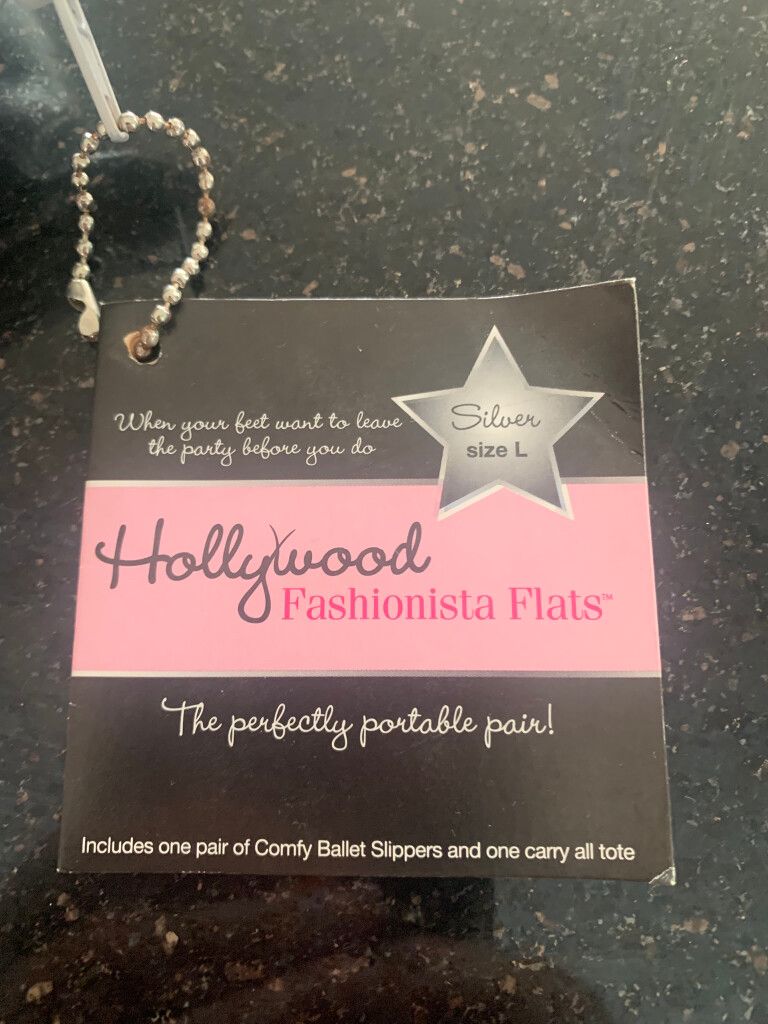 When your feet want to leave
the party before you do
Silver
size L
Hollywood
Fashionista Flats™
The perfectly portable pair!
Includes one pair of Comfy Ballet Slippers and one carry all tote